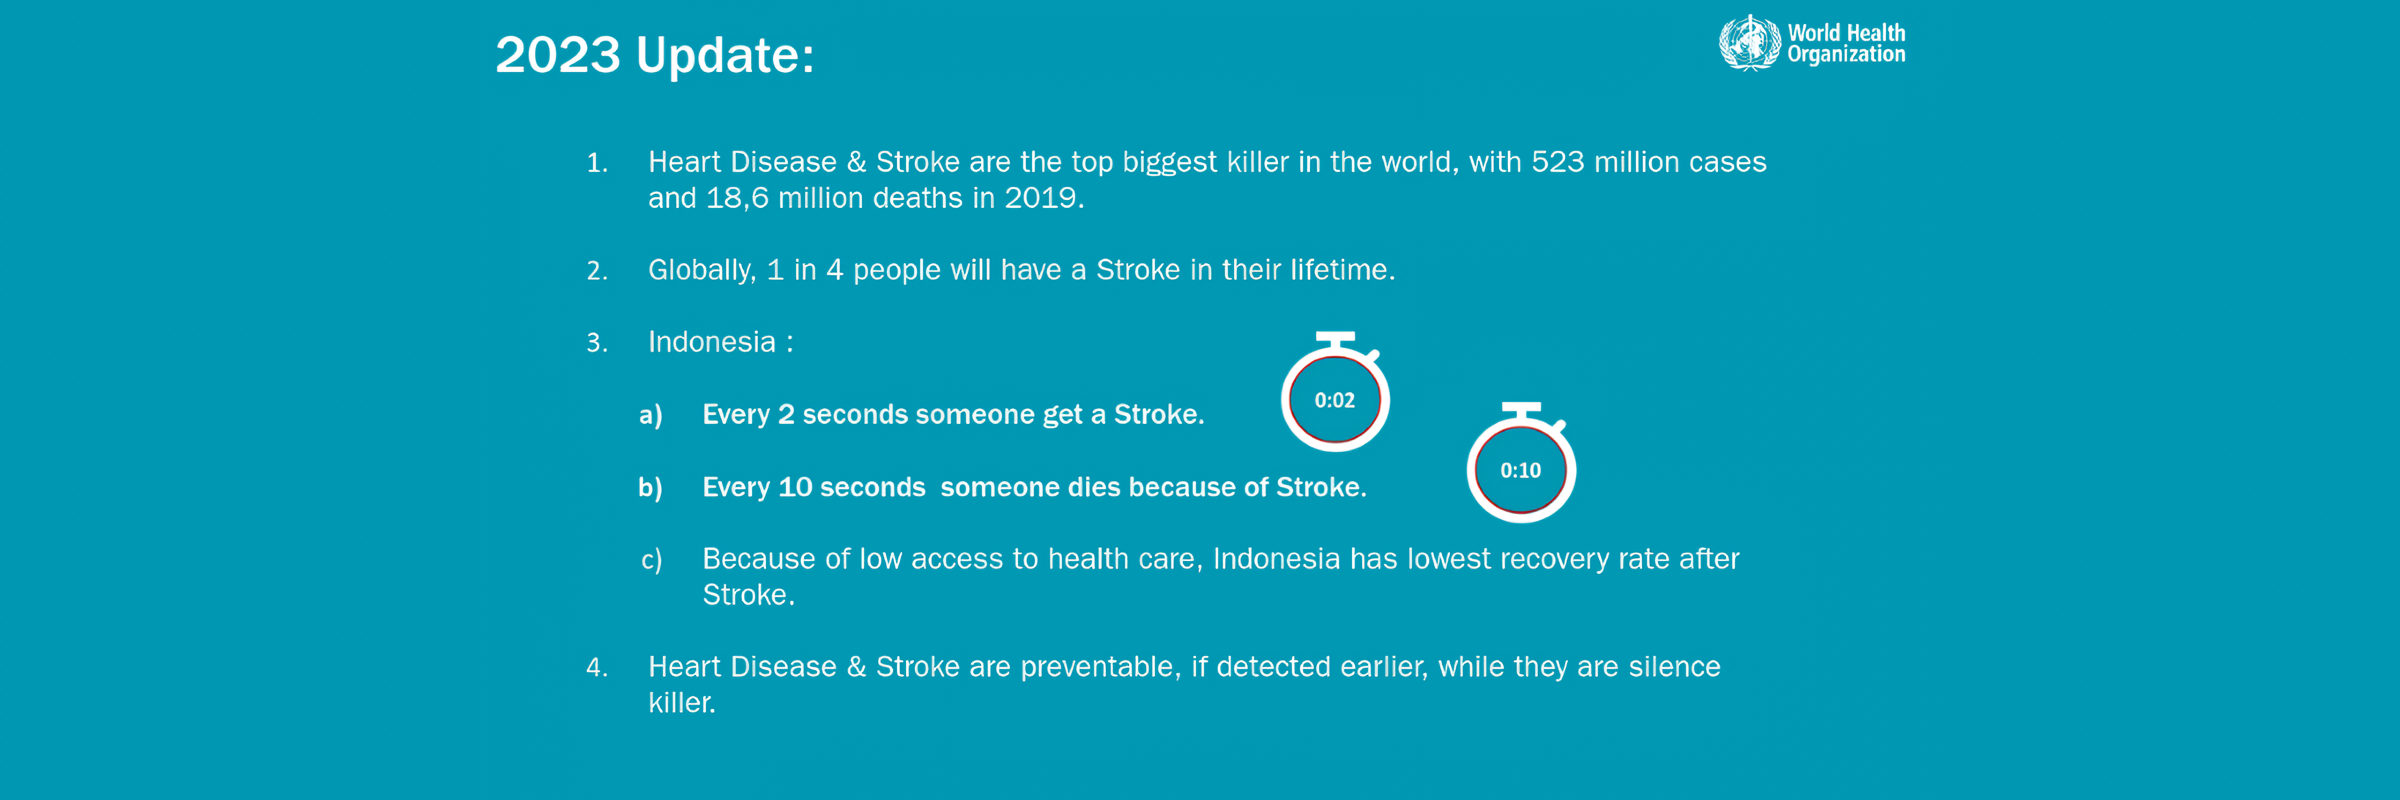 2023 Update:
World Health
Organization
1. Heart Disease & Stroke are the top biggest killer in the world, with 523 million cases
and 18,6 million deaths in 2019.
2. Globally, 1 in 4 people will have a Stroke in their lifetime.
3. Indonesia :
0:02
a) Every 2 seconds someone get a Stroke.
0:10
b) Every 10 seconds  someone dies because of Stroke.
c) Because of low access to health care, Indonesia has lowest recovery rate after
Stroke.
4. Heart Disease & Stroke are preventable, if detected earlier, while they are silence
killer.